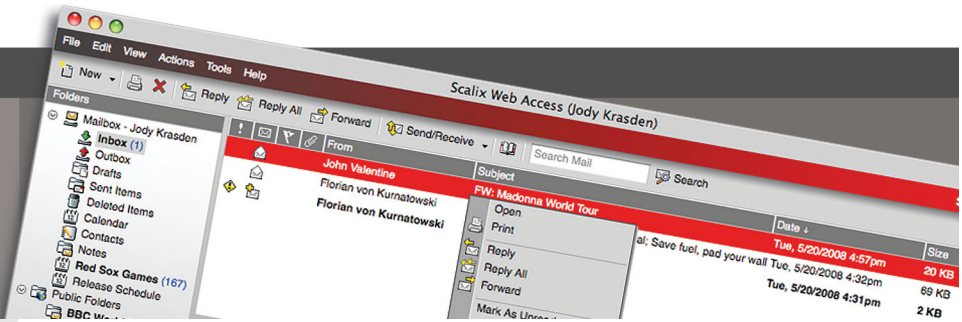 Scalix Web Access (Jody Krasden)
File Edit View Actions Tools Help
New Reply Reply All Forward Send/Receive Search Mail Search
Folders
Mailbox - Jody Krasden
Inbox (1)
Outbox
Drafts
Sent Items
Deleted Items
Calendar
Contacts
Notes
Red Sox Games (167)
Release Schedule
Public Folders
BBC
! From Subject Date Size
John Valentine FW: Madonna World Tour Tue, 5/20/2008 4:57pm 20 KB
Florian von Kurnatowski al; Save fuel, pad your wall Tue, 5/20/2008 4:32pm 69 KB
Florian von Kurnatowski Tue, 5/20/2008 4:31pm 2 KB
Open
Print
Reply
Reply All
Forward
Mark As